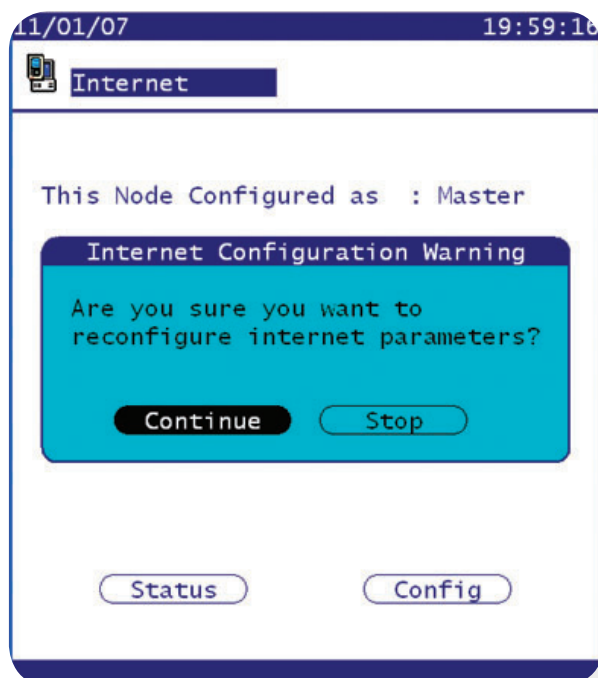 11/01/07 19:59:16
Internet
This Node Configured as : Master
Internet Configuration Warning
Are you sure you want to
reconfigure internet parameters?
Continue Stop
Status Config